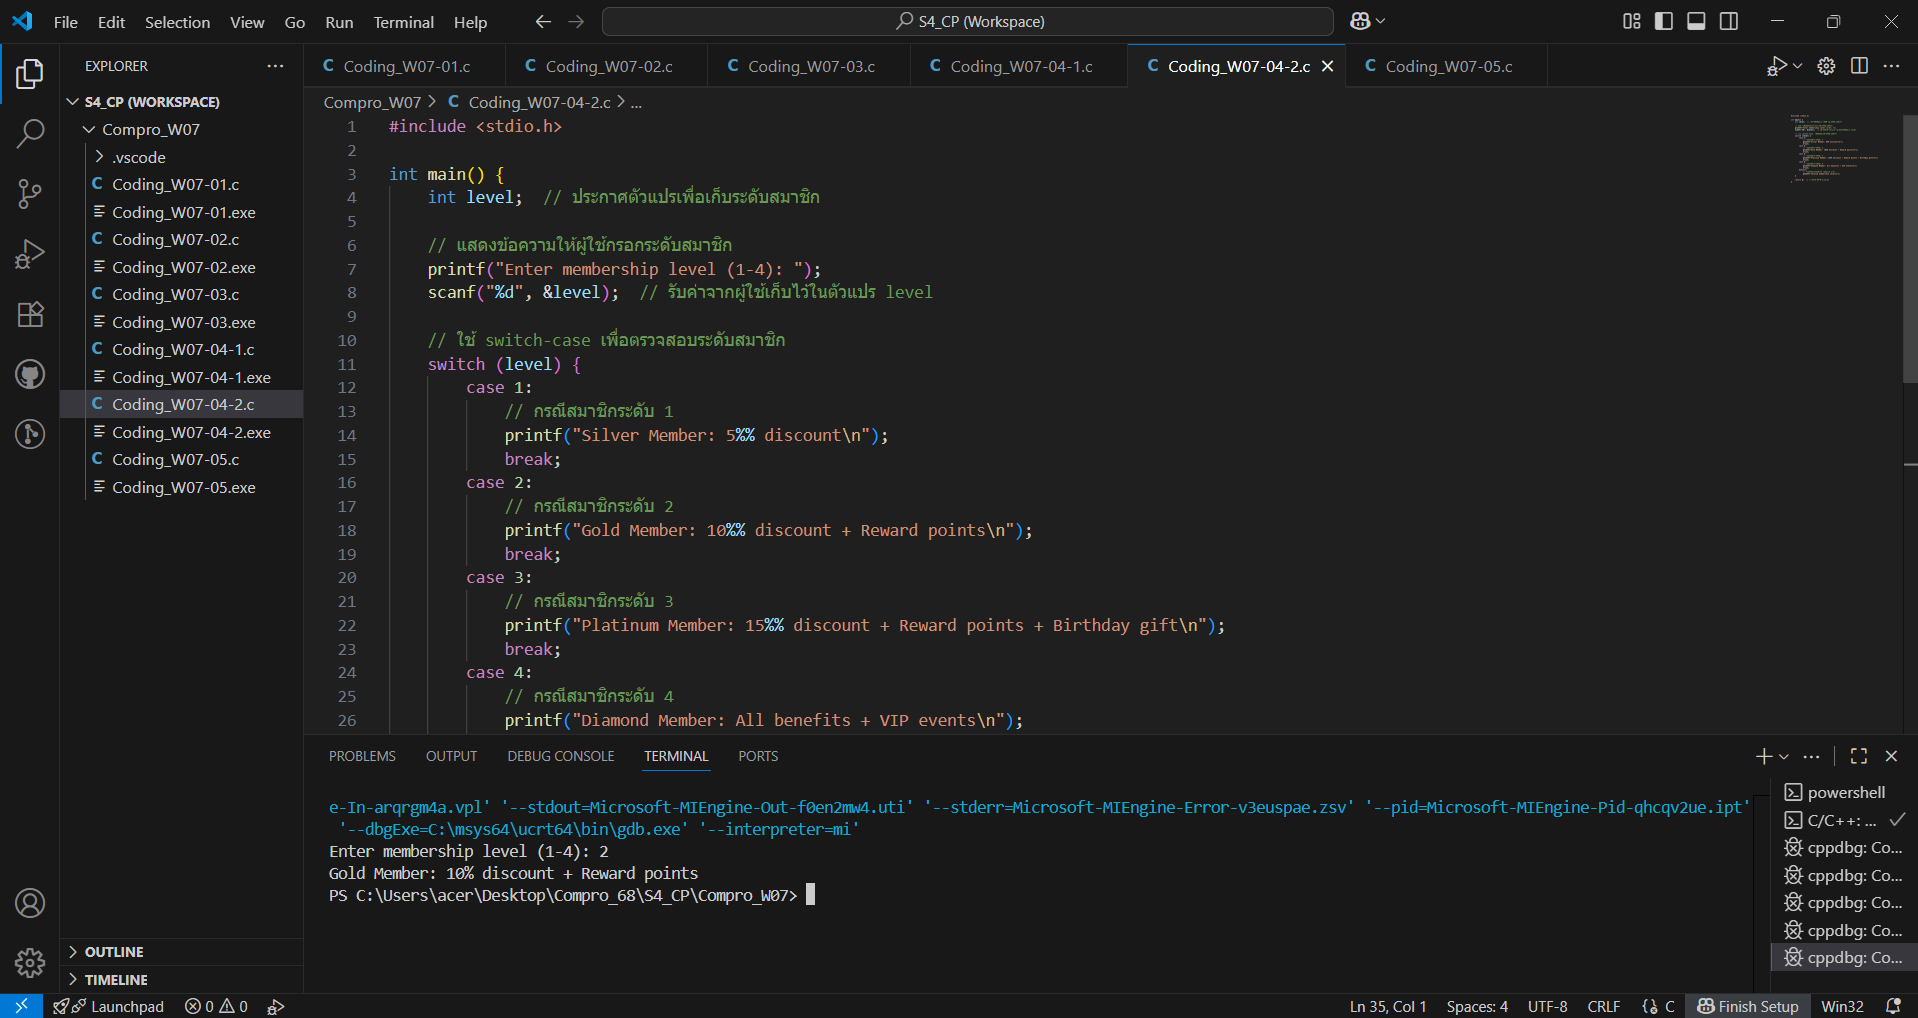 File Edit Selection View Go Run Terminal Help
S4_CP (Workspace)
EXPLORER
S4_CP (WORKSPACE)
Compro_W07
.vscode
Coding_W07-01.c
Coding_W07-01.exe
Coding_W07-02.c
Coding_W07-02.exe
Coding_W07-03.c
Coding_W07-03.exe
Coding_W07-04-1.c
Coding_W07-04-1.exe
Coding_W07-04-2.c
Coding_W07-04-2.exe
Coding_W07-05.c
Coding_W07-05.exe
OUTLINE
TIMELINE
C Coding_W07-01.c C Coding_W07-02.c C Coding_W07-03.c C Coding_W07-04-1.c C Coding_W07-04-2.c C Coding_W07-05.c
Compro_W07 > C Coding_W07-04-2.c > ...
1 #include <stdio.h>
2
3 int main() {
4 int level; // ประกาศตัวแปรเพื่อเก็บระดับสมาชิก
5
6 // แสดงข้อความให้ผู้ใช้กรอกระดับสมาชิก
7 printf("Enter membership level (1-4): ");
8 scanf("%d", &level); // รับค่าจากผู้ใช้เก็บไว้ในตัวแปร level
9
10 // ใช้ switch-case เพื่อตรวจสอบระดับสมาชิก
11 switch (level) {
12 case 1:
13 // กรณีสมาชิกระดับ 1
14 printf("Silver Member: 5%% discount\n");
15 break;
16 case 2:
17 // กรณีสมาชิกระดับ 2
18 printf("Gold Member: 10%% discount + Reward points\n");
19 break;
20 case 3:
21 // กรณีสมาชิกระดับ 3
22 printf("Platinum Member: 15%% discount + Reward points + Birthday gift\n");
23 break;
24 case 4:
25 // กรณีสมาชิกระดับ 4
26 printf("Diamond Member: All benefits + VIP events\n");
PROBLEMS OUTPUT DEBUG CONSOLE TERMINAL PORTS
e-In-arqrgm4a.vpl' '--stdout=Microsoft-MIEngine-Out-f0en2mw4.uti' '--stderr=Microsoft-MIEngine-Error-v3euspae.zsv' '--pid=Microsoft-MIEngine-Pid-qhcqv2ue.ipt'
'--dbgExe=C:\msys64\ucrt64\bin\gdb.exe' '--interpreter=mi'
Enter membership level (1-4): 2
Gold Member: 10% discount + Reward points
PS C:\Users\acer\Desktop\Compro_68\S4_CP\Compro_W07>
powershell
C/C++: ...
cppdbg: Co...
cppdbg: Co...
cppdbg: Co...
cppdbg: Co...
cppdbg: Co...
Launchpad 0 0 Ln 35, Col 1 Spaces: 4 UTF-8 CRLF C Finish Setup Win32